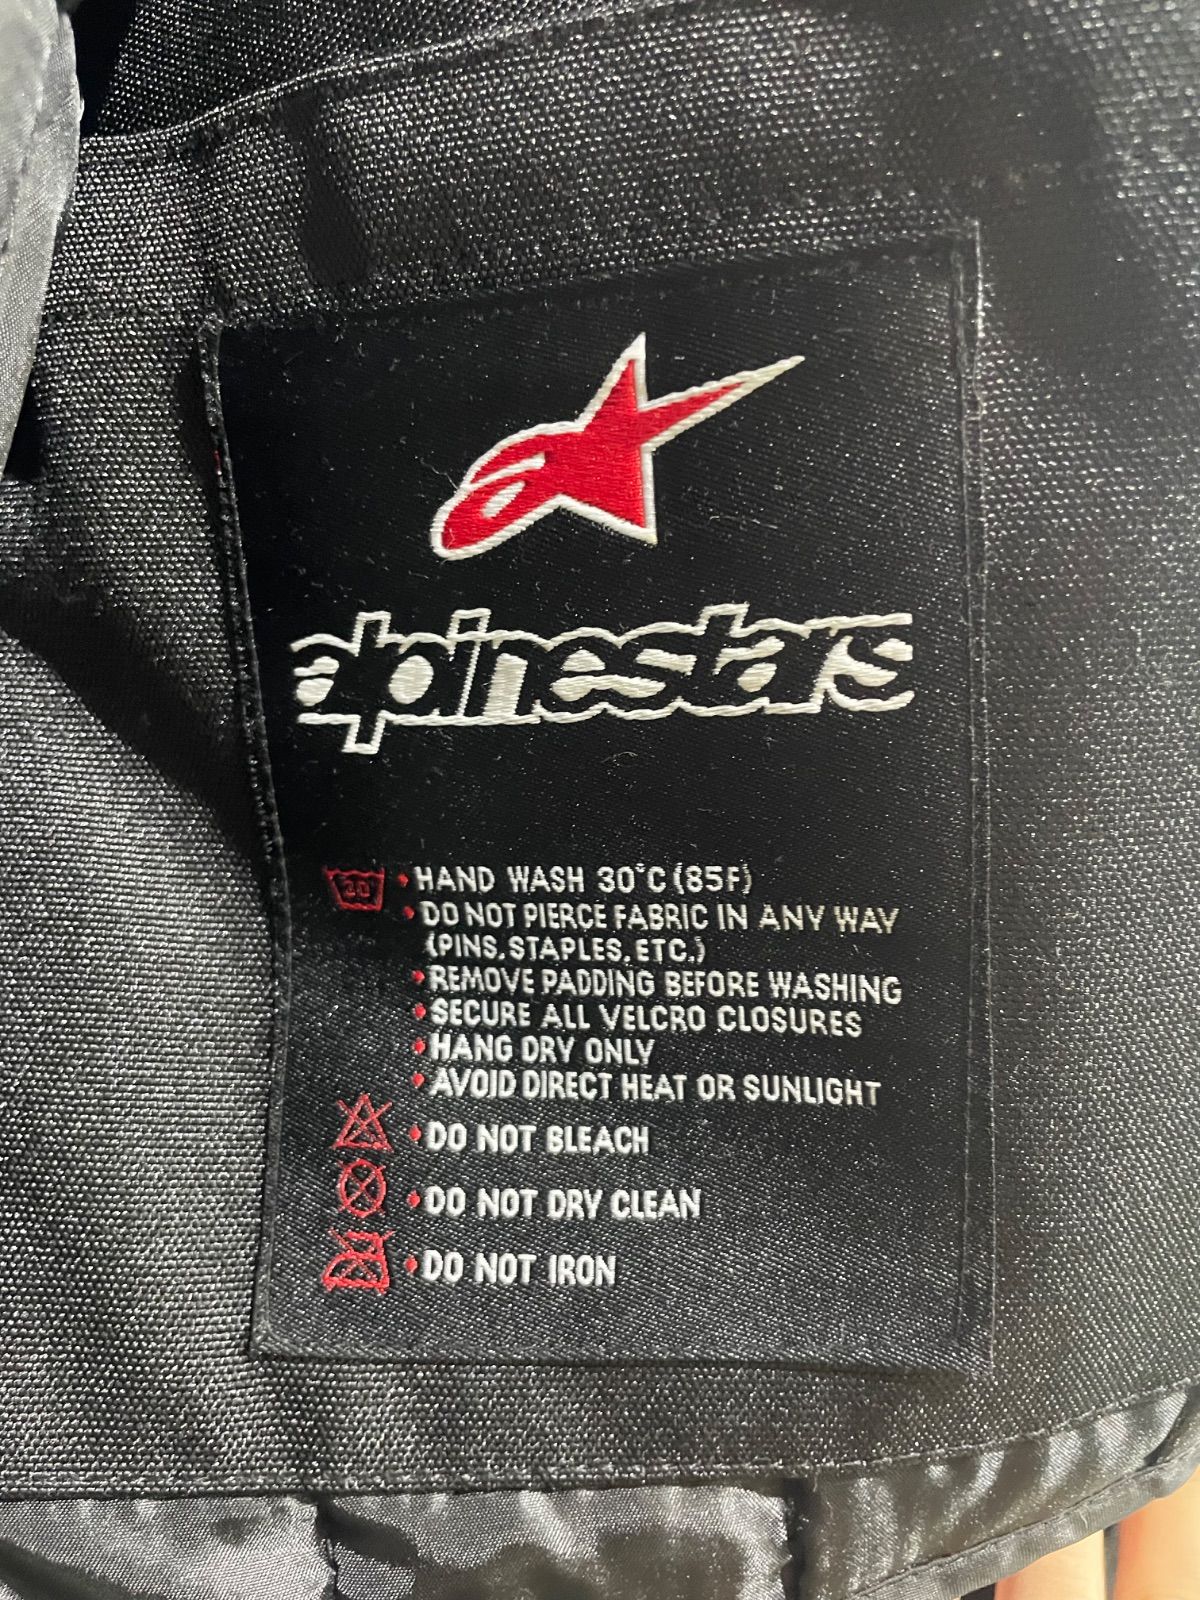 alpinestars
30
• HAND WASH 30°C (85F)
• DO NOT PIERCE FABRIC IN ANY WAY
(PINS, STAPLES, ETC.)
• REMOVE PADDING BEFORE WASHING
• SECURE ALL VELCRO CLOSURES
• HANG DRY ONLY
• AVOID DIRECT HEAT OR SUNLIGHT
• DO NOT BLEACH
• DO NOT DRY CLEAN
• DO NOT IRON